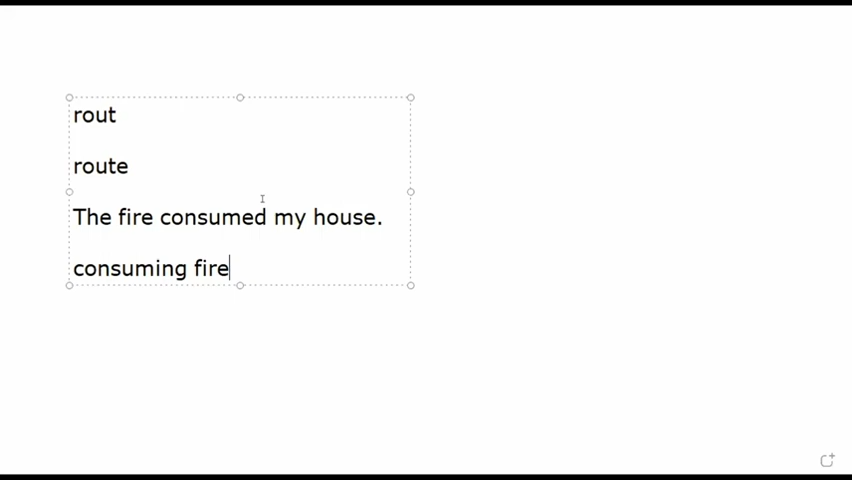 rout
route
The fire consumed my house.
consuming fire